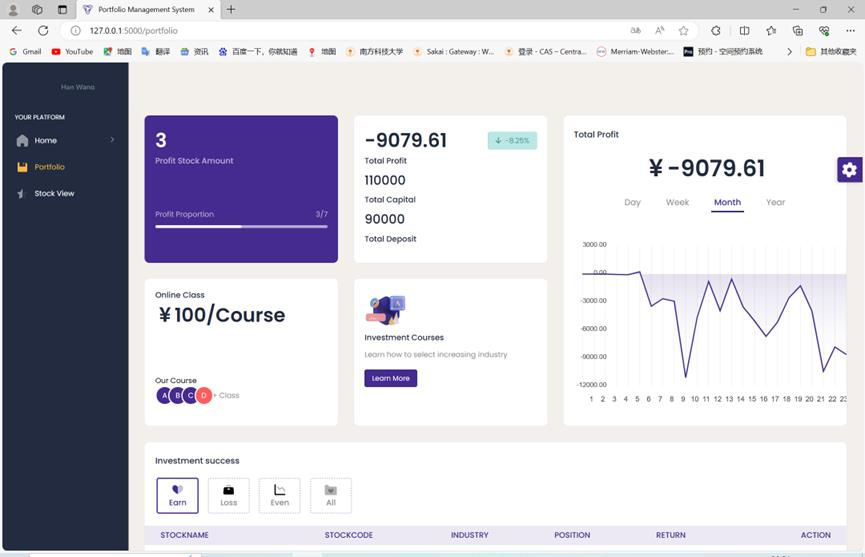 Portfolio Management System
127.0.0.1:5000/portfolio
Gmail
YouTube
地图
翻译
资讯
百度一下，你就知道
地图
南方科技大学
Sakai : Gateway : W...
登录 - CAS – Centra...
Merriam-Webster:...
预约 - 空间预约系统
其他收藏夹
Han Wang
YOUR PLATFORM
Home
Portfolio
Stock View
3
Profit Stock Amount
Profit Proportion 3/7
-9079.61
-8.25%
Total Profit
110000
Total Capital
90000
Total Deposit
Total Profit
¥ -9079.61
Day Week Month Year
3000.00
0.00
-3000.00
-6000.00
-9000.00
-12000.00
1 2 3 4 5 6 7 8 9 10 11 12 13 14 15 16 17 18 19 20 21 22 23
Online Class
¥ 100/Course
Our Course
A B C D + Class
Investment Courses
Learn how to select increasing industry
Learn More
Investment success
Earn
Loss
Even
All
STOCKNAME STOCKCODE INDUSTRY POSITION RETURN ACTION